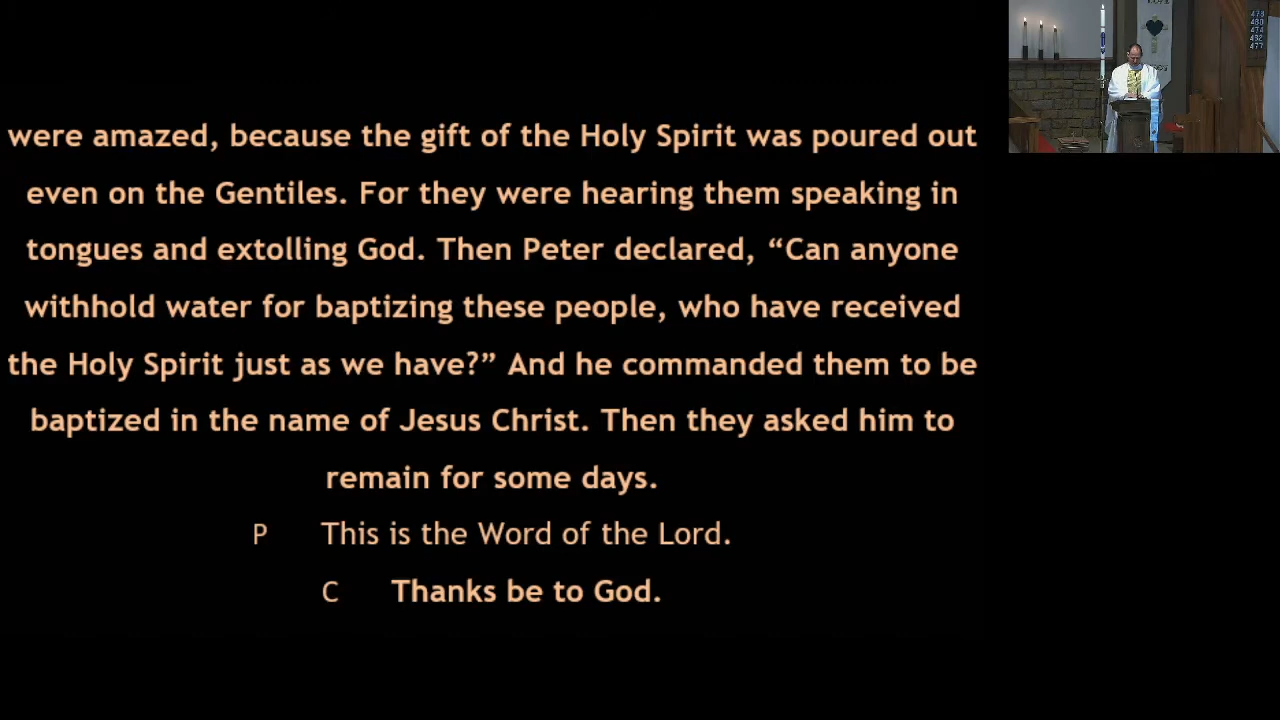 were amazed, because the gift of the Holy Spirit was poured out
even on the Gentiles. For they were hearing them speaking in
tongues and extolling God. Then Peter declared, “Can anyone
withhold water for baptizing these people, who have received
the Holy Spirit just as we have?” And he commanded them to be
baptized in the name of Jesus Christ. Then they asked him to
remain for some days.
P This is the Word of the Lord.
C Thanks be to God.